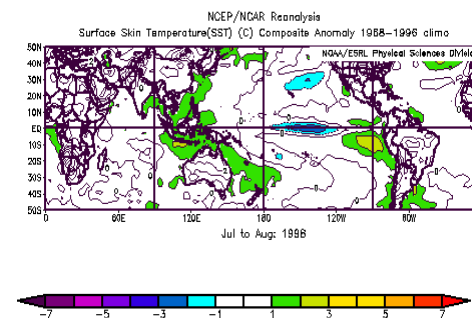 NCEP/NCAR Reanalysis
Surface Skin Temperature(SST) (C) Composite Anomaly 1968-1996 climo
NOAA/ESRL Physical Sciences Divisio
50N
40N
30N
20N
10N
EQ
10S
20S
30S
40S
50S
0 60E 120E 180 120W 60W
Jul to Aug: 1998
-7 -5 -3 -1 1 3 5 7